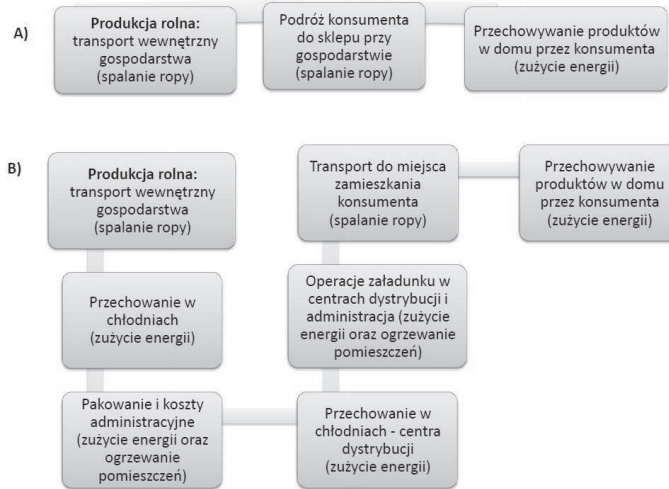 A)
Produkcja rolna:
transport wewnętrzny
gospodarstwa
(spalanie ropy)
Podróż konsumenta
do sklepu przy
gospodarstwie
(spalanie ropy)
Przechowywanie produktów
w domu przez konsumenta
(zużycie energii)
B)
Produkcja rolna:
transport wewnętrzny
gospodarstwa
(spalanie ropy)
Przechowanie w
chłodniach
(zużycie energii)
Pakowanie i koszty
administracyjne
(zużycie energii oraz
ogrzewanie
pomieszczeń)
Przechowanie w
chłodniach - centra
dystrybucji
(zużycie energii)
Operacje załadunku w
centrach dystrybucji i
administracja (zużycie
energii oraz ogrzewanie
pomieszczeń)
Transport do miejsca
zamieszkania
konsumenta
(spalanie ropy)
Przechowywanie
produktów w domu
przez konsumenta
(zużycie energii)